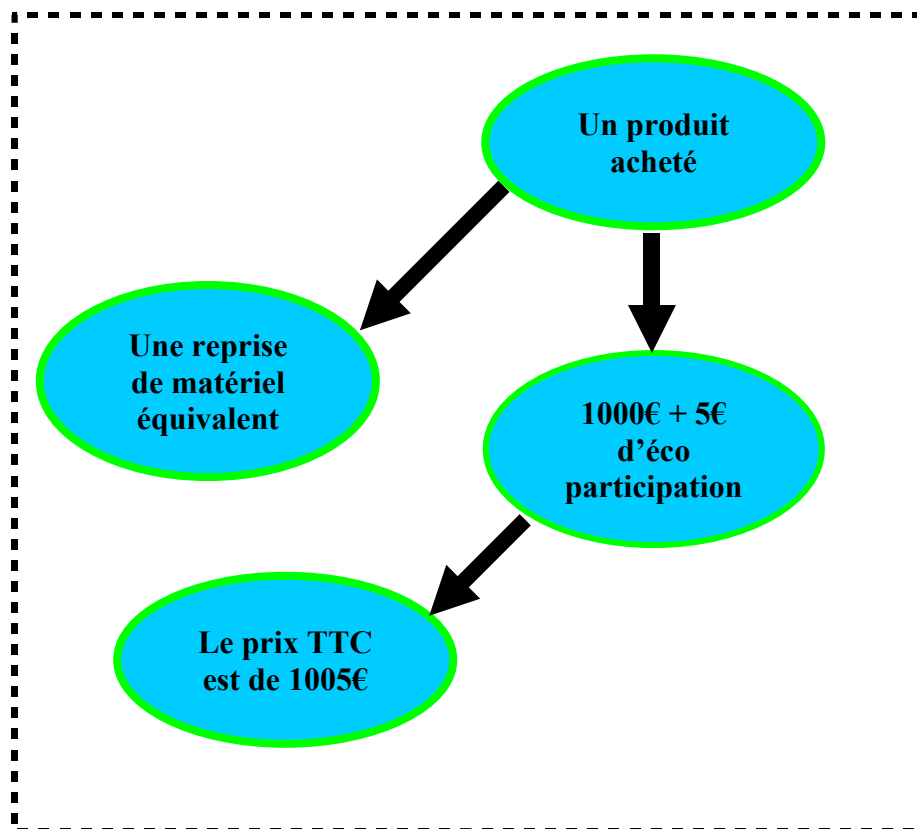 Un produit
acheté
Une reprise
de matériel
équivalent
1000€ + 5€
d’éco
participation
Le prix TTC
est de 1005€